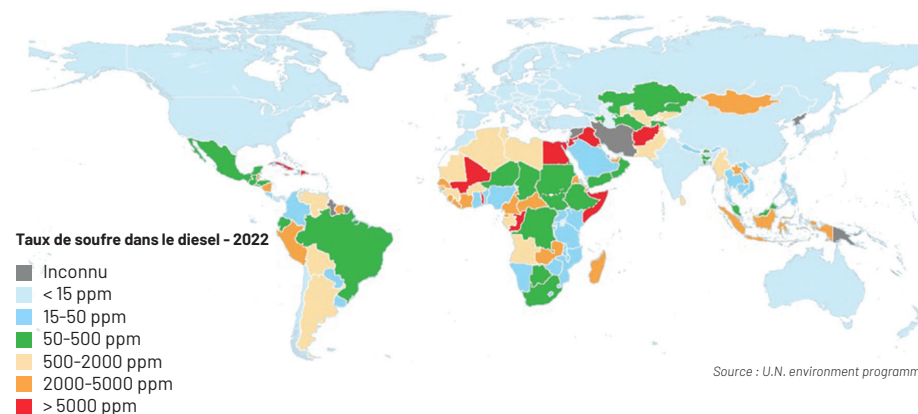 Taux de soufre dans le diesel - 2022
Inconnu
< 15 ppm
15-50 ppm
50-500 ppm
500-2000 ppm
2000-5000 ppm
> 5000 ppm
Source : U.N. environment programm